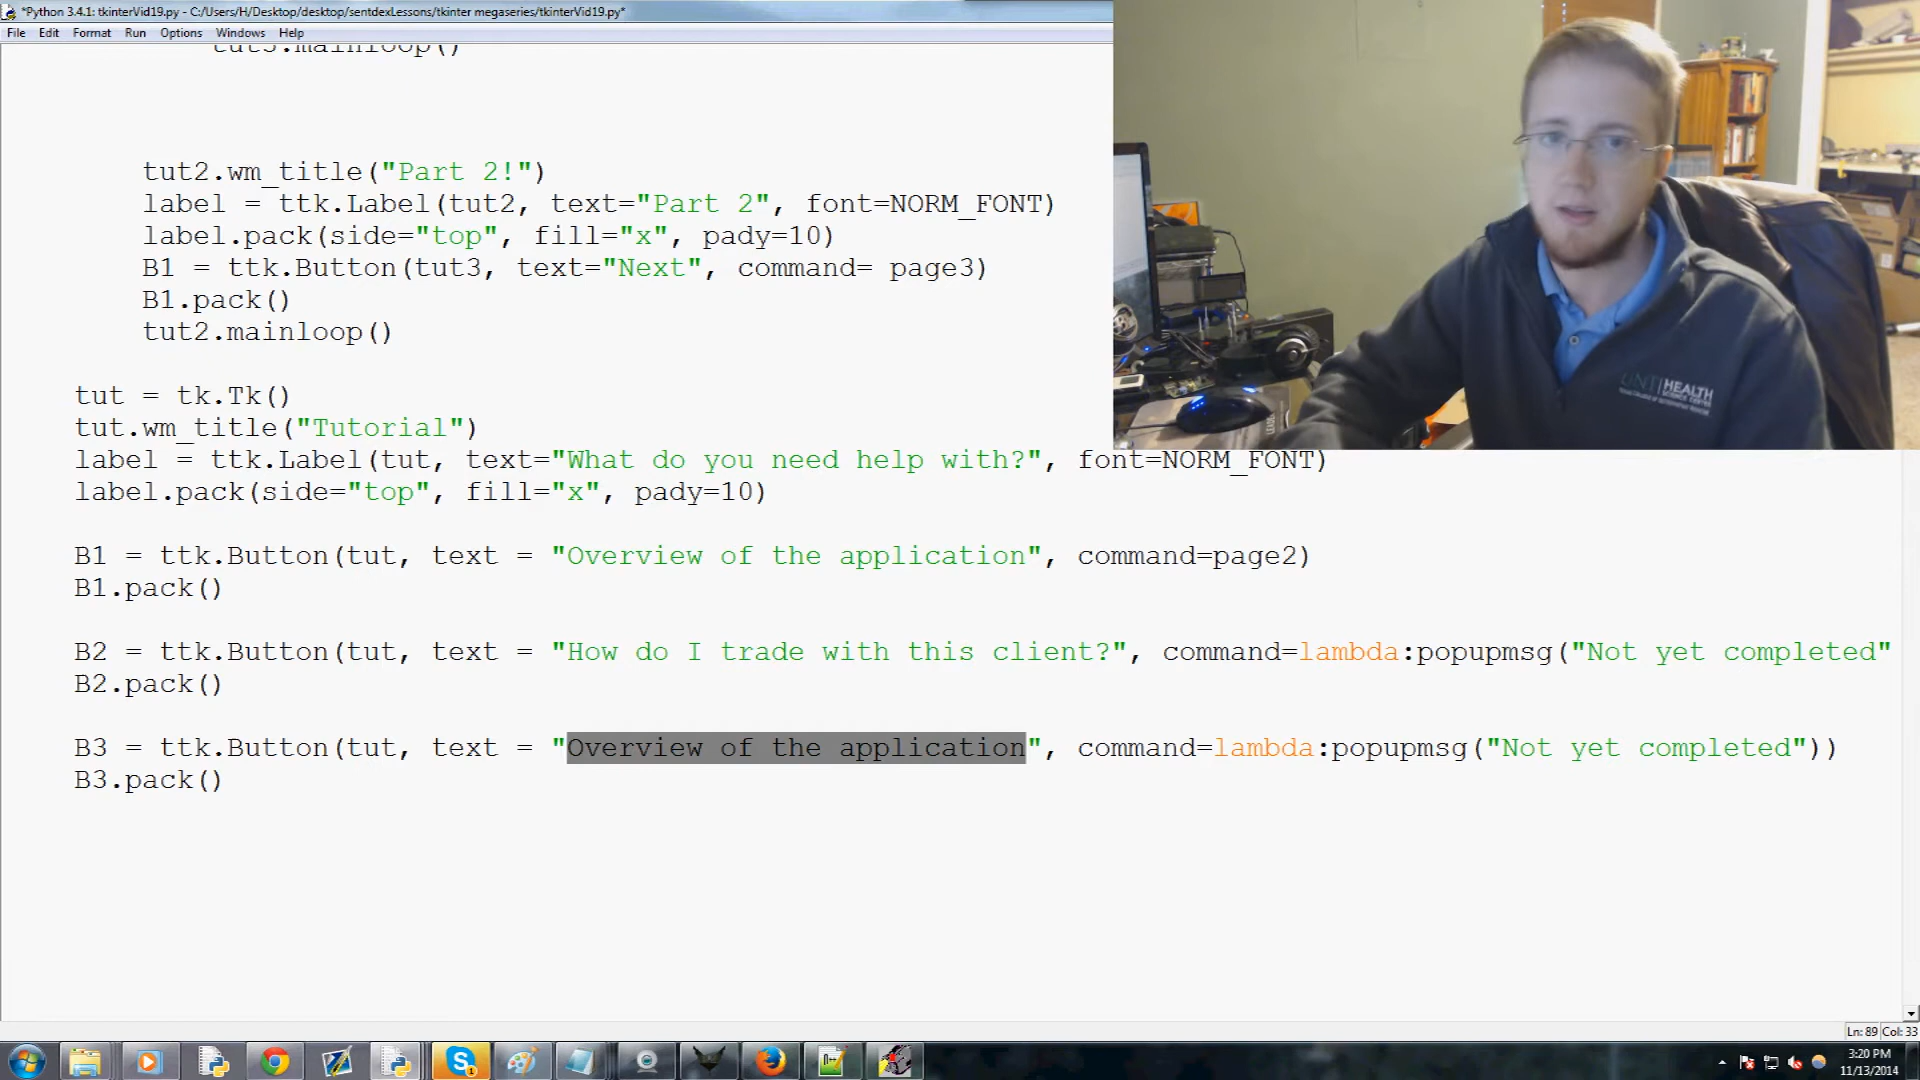 *Python 3.4.1: tkinterVid19.py - C:/Users/H/Desktop/desktop/sentdexLessons/tkinter megaseries/tkinterVid19.py*
File Edit Format Run Options Windows Help
tut3.mainloop()
tut2.wm_title("Part 2!")
label = ttk.Label(tut2, text="Part 2", font=NORM_FONT)
label.pack(side="top", fill="x", pady=10)
B1 = ttk.Button(tut3, text="Next", command= page3)
B1.pack()
tut2.mainloop()
tut = tk.Tk()
tut.wm_title("Tutorial")
label = ttk.Label(tut, text="What do you need help with?", font=NORM_FONT)
label.pack(side="top", fill="x", pady=10)
B1 = ttk.Button(tut, text = "Overview of the application", command=page2)
B1.pack()
B2 = ttk.Button(tut, text = "How do I trade with this client?", command=lambda:popupmsg("Not yet completed"
B2.pack()
B3 = ttk.Button(tut, text = "Overview of the application", command=lambda:popupmsg("Not yet completed"))
B3.pack()
UNT HEALTH
Ln: 89 Col: 33
3:20 PM
11/13/2014